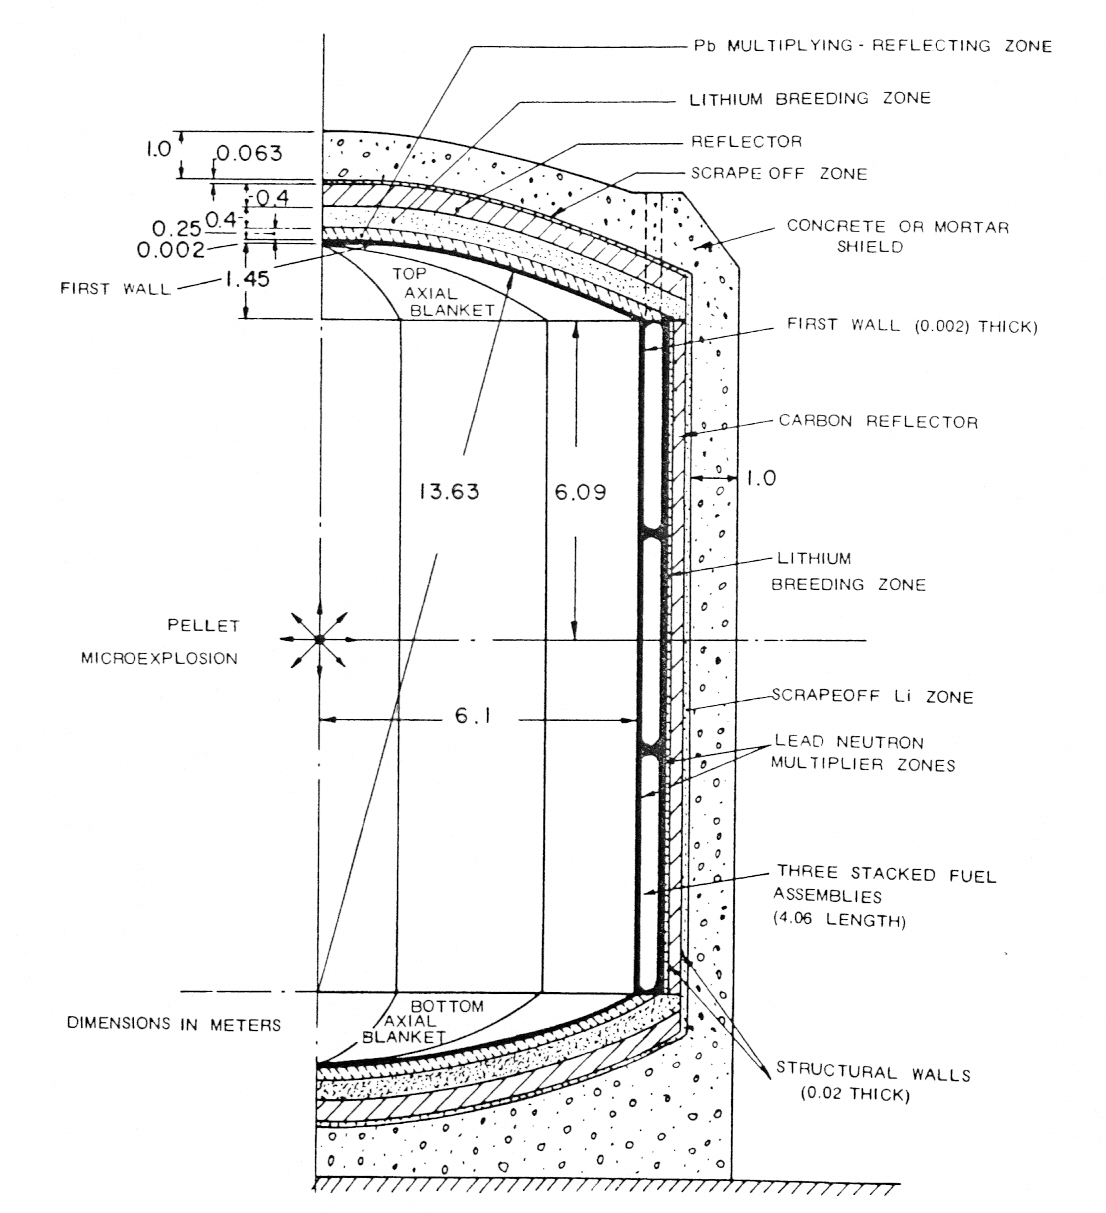 Pb MULTIPLYING - REFLECTING ZONE
LITHIUM BREEDING ZONE
REFLECTOR
SCRAPE OFF ZONE
1.0
0.063
0.4
0.4
0.25
0.002
1.45
FIRST WALL
TOP
AXIAL
BLANKET
CONCRETE OR MORTAR
SHIELD
FIRST WALL (0.002) THICK)
CARBON REFLECTOR
13.63
6.09
1.0
LITHIUM
BREEDING ZONE
PELLET
MICROEXPLOSION
6.1
SCRAPEOFF Li ZONE
LEAD NEUTRON
MULTIPLIER ZONES
THREE STACKED FUEL
ASSEMBLIES
(4.06 LENGTH)
BOTTOM
AXIAL
BLANKET
DIMENSIONS IN METERS
STRUCTURAL WALLS
(0.02 THICK)